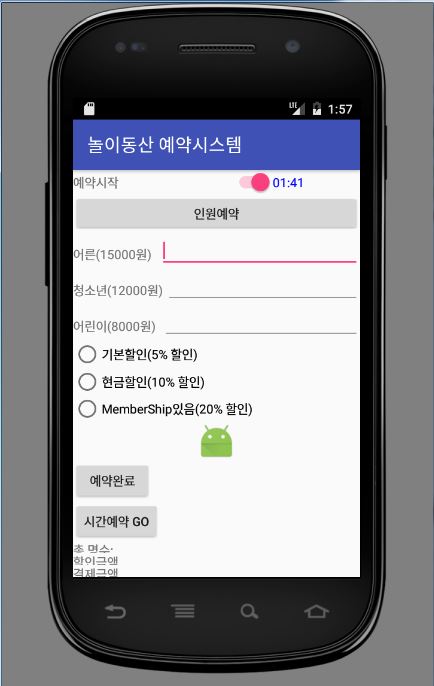 LTE 1:57
놀이동산 예약시스템
예약시작 01:41
인원예약
어른(15000원)
청소년(12000원)
어린이(8000원)
기본할인(5% 할인)
현금할인(10% 할인)
MemberShip있음(20% 할인)
예약완료
시간예약 GO
총 명수:
할인금액
결제금액